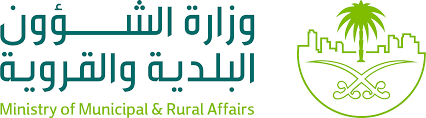 وزارة الشؤون
البلدية والقروية
Ministry of Municipal & Rural Affairs